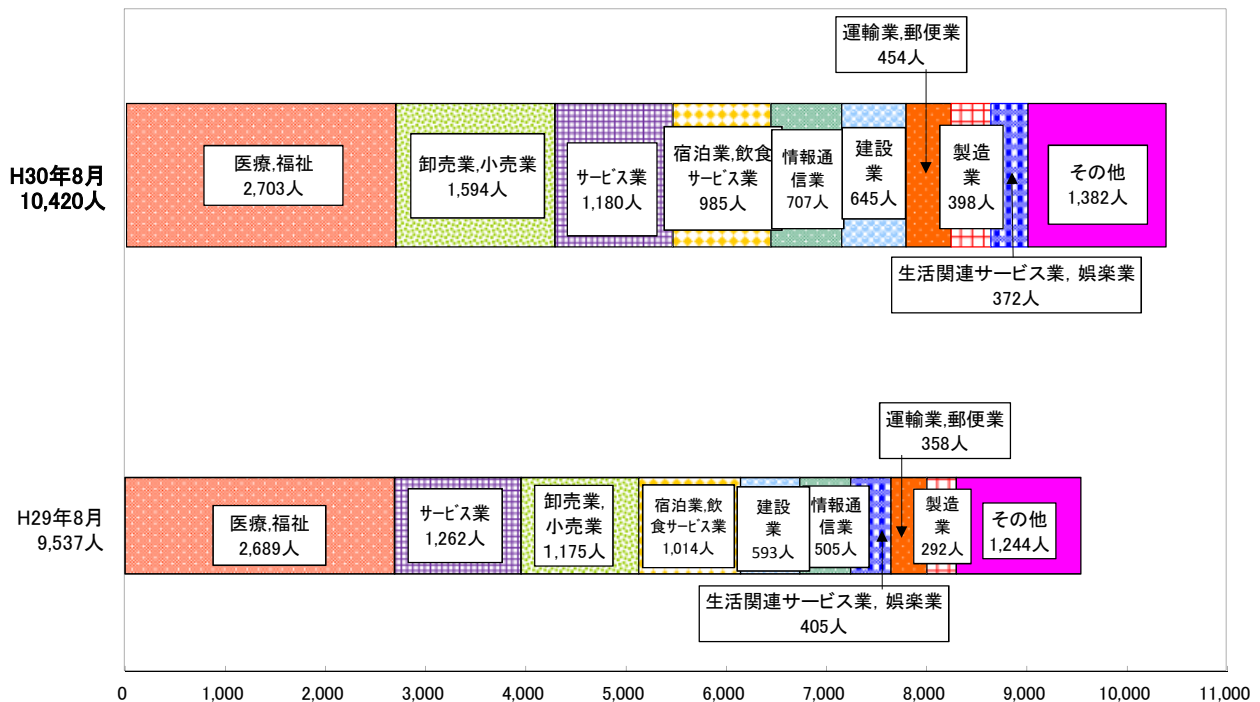 運輸業,郵便業
454人
H30年8月
10,420人
医療,福祉
2,703人
卸売業,小売業
1,594人
サービス業
1,180人
宿泊業,飲食
サービス業
985人
情報通
信業
707人
建設
業
645人
製造
業
398人
その他
1,382人
生活関連サービス業，娯楽業
372人
運輸業,郵便業
358人
H29年8月
9,537人
医療,福祉
2,689人
サービス業
1,262人
卸売業,
小売業
1,175人
宿泊業,飲
食サービス業
1,014人
建設
業
593人
情報通
信業
505人
製造
業
292人
その他
1,244人
生活関連サービス業，娯楽業
405人
0 1,000 2,000 3,000 4,000 5,000 6,000 7,000 8,000 9,000 10,000 11,000